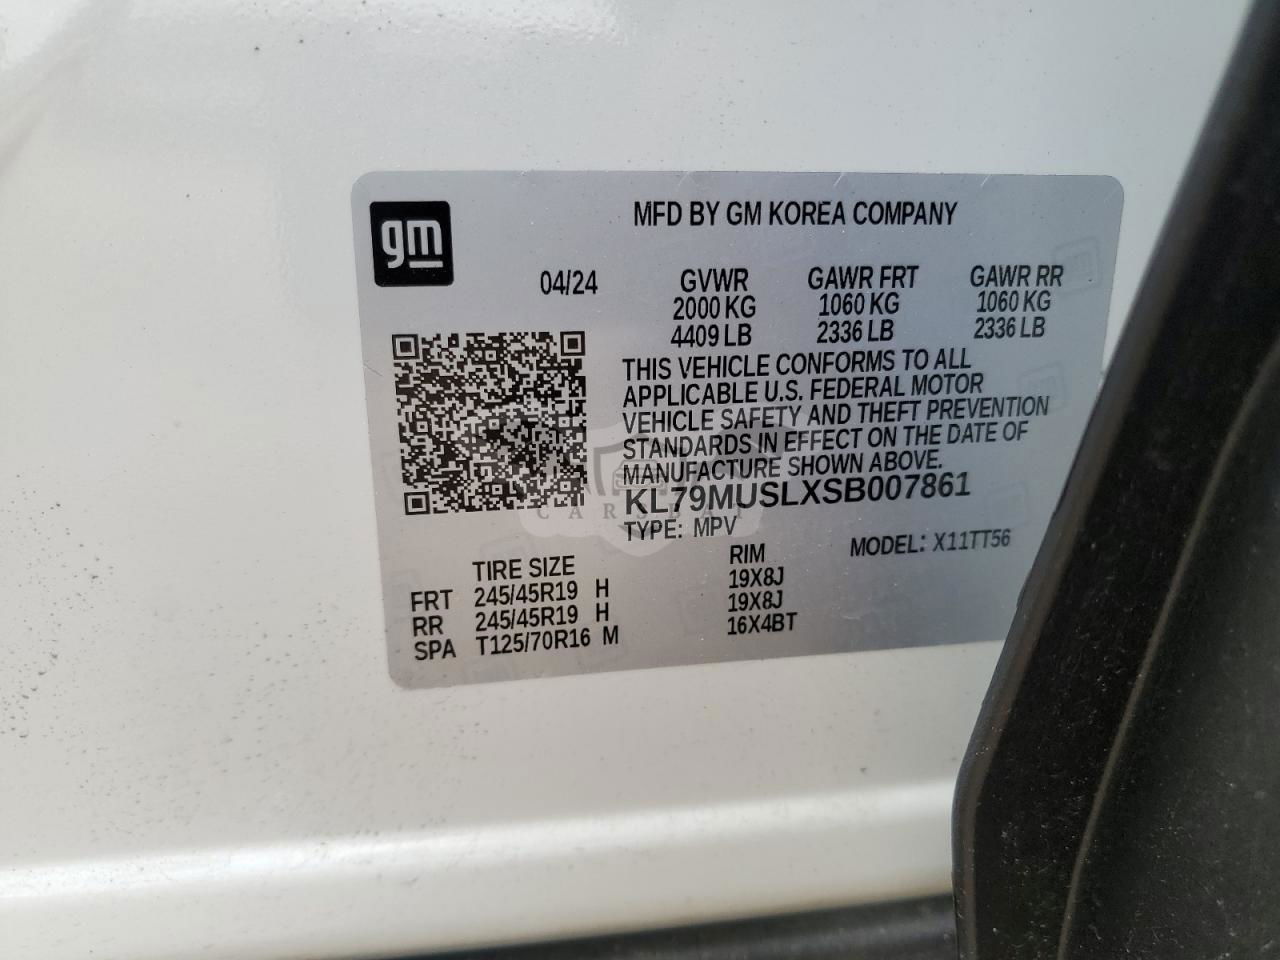 gm
MFD BY GM KOREA COMPANY
04/24 GVWR GAWR FRT GAWR RR
2000 KG 1060 KG 1060 KG
4409 LB 2336 LB 2336 LB
THIS VEHICLE CONFORMS TO ALL
APPLICABLE U.S. FEDERAL MOTOR
VEHICLE SAFETY AND THEFT PREVENTION
STANDARDS IN EFFECT ON THE DATE OF
MANUFACTURE SHOWN ABOVE.
KL79MUSLXSB007861
TYPE: MPV MODEL: X11TT56
TIRE SIZE RIM
FRT 245/45R19 H 19X8J
RR 245/45R19 H 19X8J
SPA T125/70R16 M 16X4BT